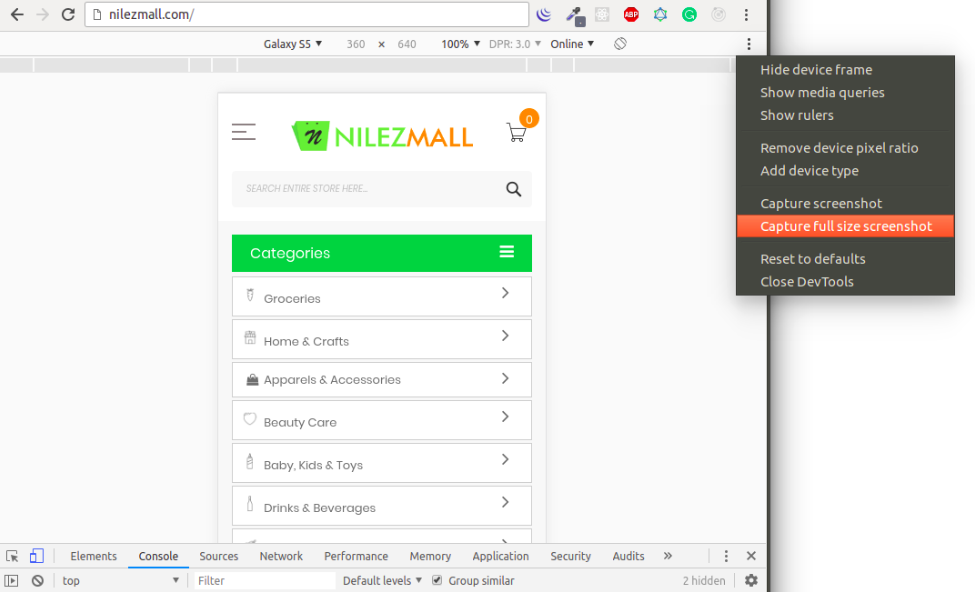 nilezmall.com/
ABP
Galaxy S5 ▼ 360 × 640 100% ▼ DPR: 3.0 ▼ Online ▼
Hide device frame
Show media queries
Show rulers
Remove device pixel ratio
Add device type
Capture screenshot
Capture full size screenshot
Reset to defaults
Close DevTools
n NILEZMALL
0
SEARCH ENTIRE STORE HERE...
Categories
Groceries
Home & Crafts
Apparels & Accessories
Beauty Care
Baby, Kids & Toys
Drinks & Beverages
Elements Console Sources Network Performance Memory Application Security Audits »
top ▼ Filter Default levels ▼ Group similar 2 hidden